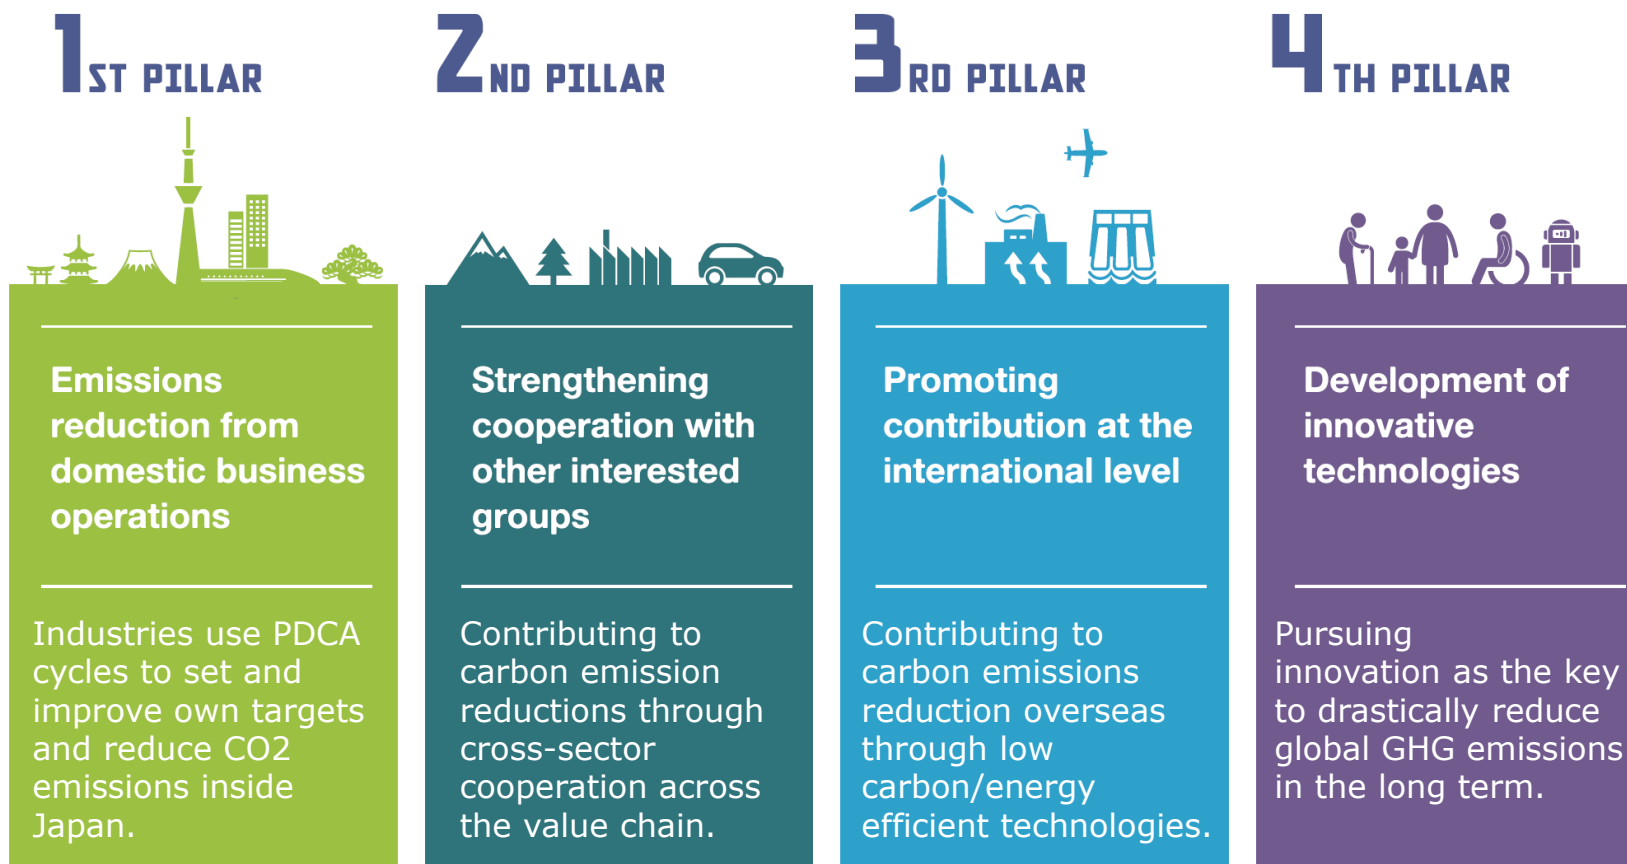 1ST PILLAR
Emissions
reduction from
domestic business
operations
Industries use PDCA
cycles to set and
improve own targets
and reduce CO2
emissions inside
Japan.
2ND PILLAR
Strengthening
cooperation with
other interested
groups
Contributing to
carbon emission
reductions through
cross-sector
cooperation across
the value chain.
3RD PILLAR
Promoting
contribution at the
international level
Contributing to
carbon emissions
reduction overseas
through low
carbon/energy
efficient technologies.
4TH PILLAR
Development of
innovative
technologies
Pursuing
innovation as the key
to drastically reduce
global GHG emissions
in the long term.